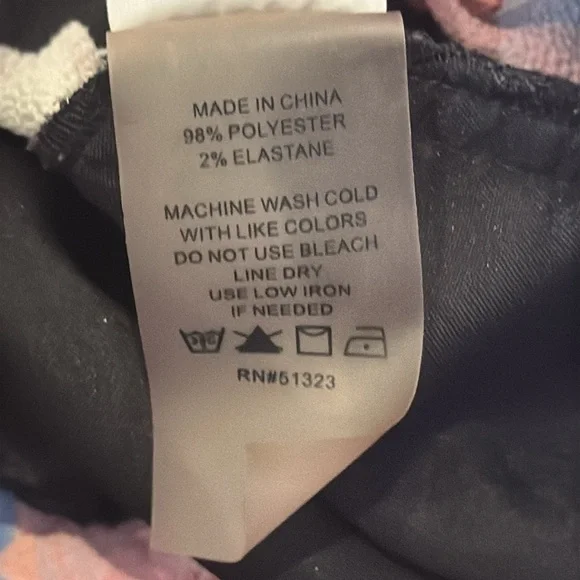 MADE IN CHINA
98% POLYESTER
2% ELASTANE
MACHINE WASH COLD
WITH LIKE COLORS
DO NOT USE BLEACH
LINE DRY
USE LOW IRON
IF NEEDED
RN#51323